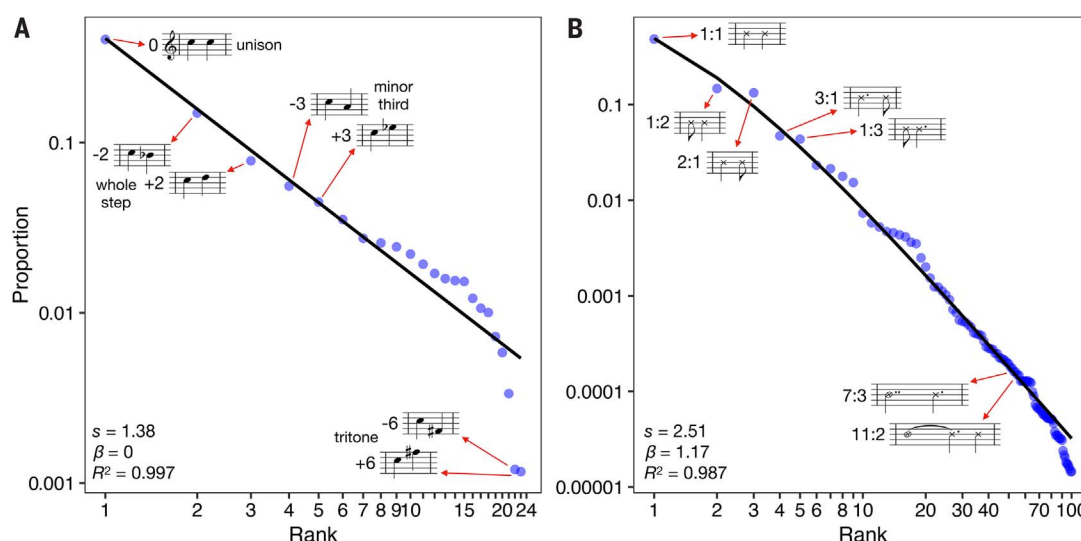 A
0
unison
0.1
-2
whole
step
+2
-3
minor
third
+3
Proportion
0.01
s = 1.38
β = 0
R² = 0.997
tritone
-6
+6
0.001
1 2 3 4 5 6 7 8 910 15 20 24
Rank
B
1:1
0.1
1:2
2:1
3:1
1:3
0.01
0.001
0.0001
7:3
11:2
s = 2.51
β = 1.17
R² = 0.987
0.00001
1 2 3 4 5 6 8 10 20 30 40 70 100
Rank